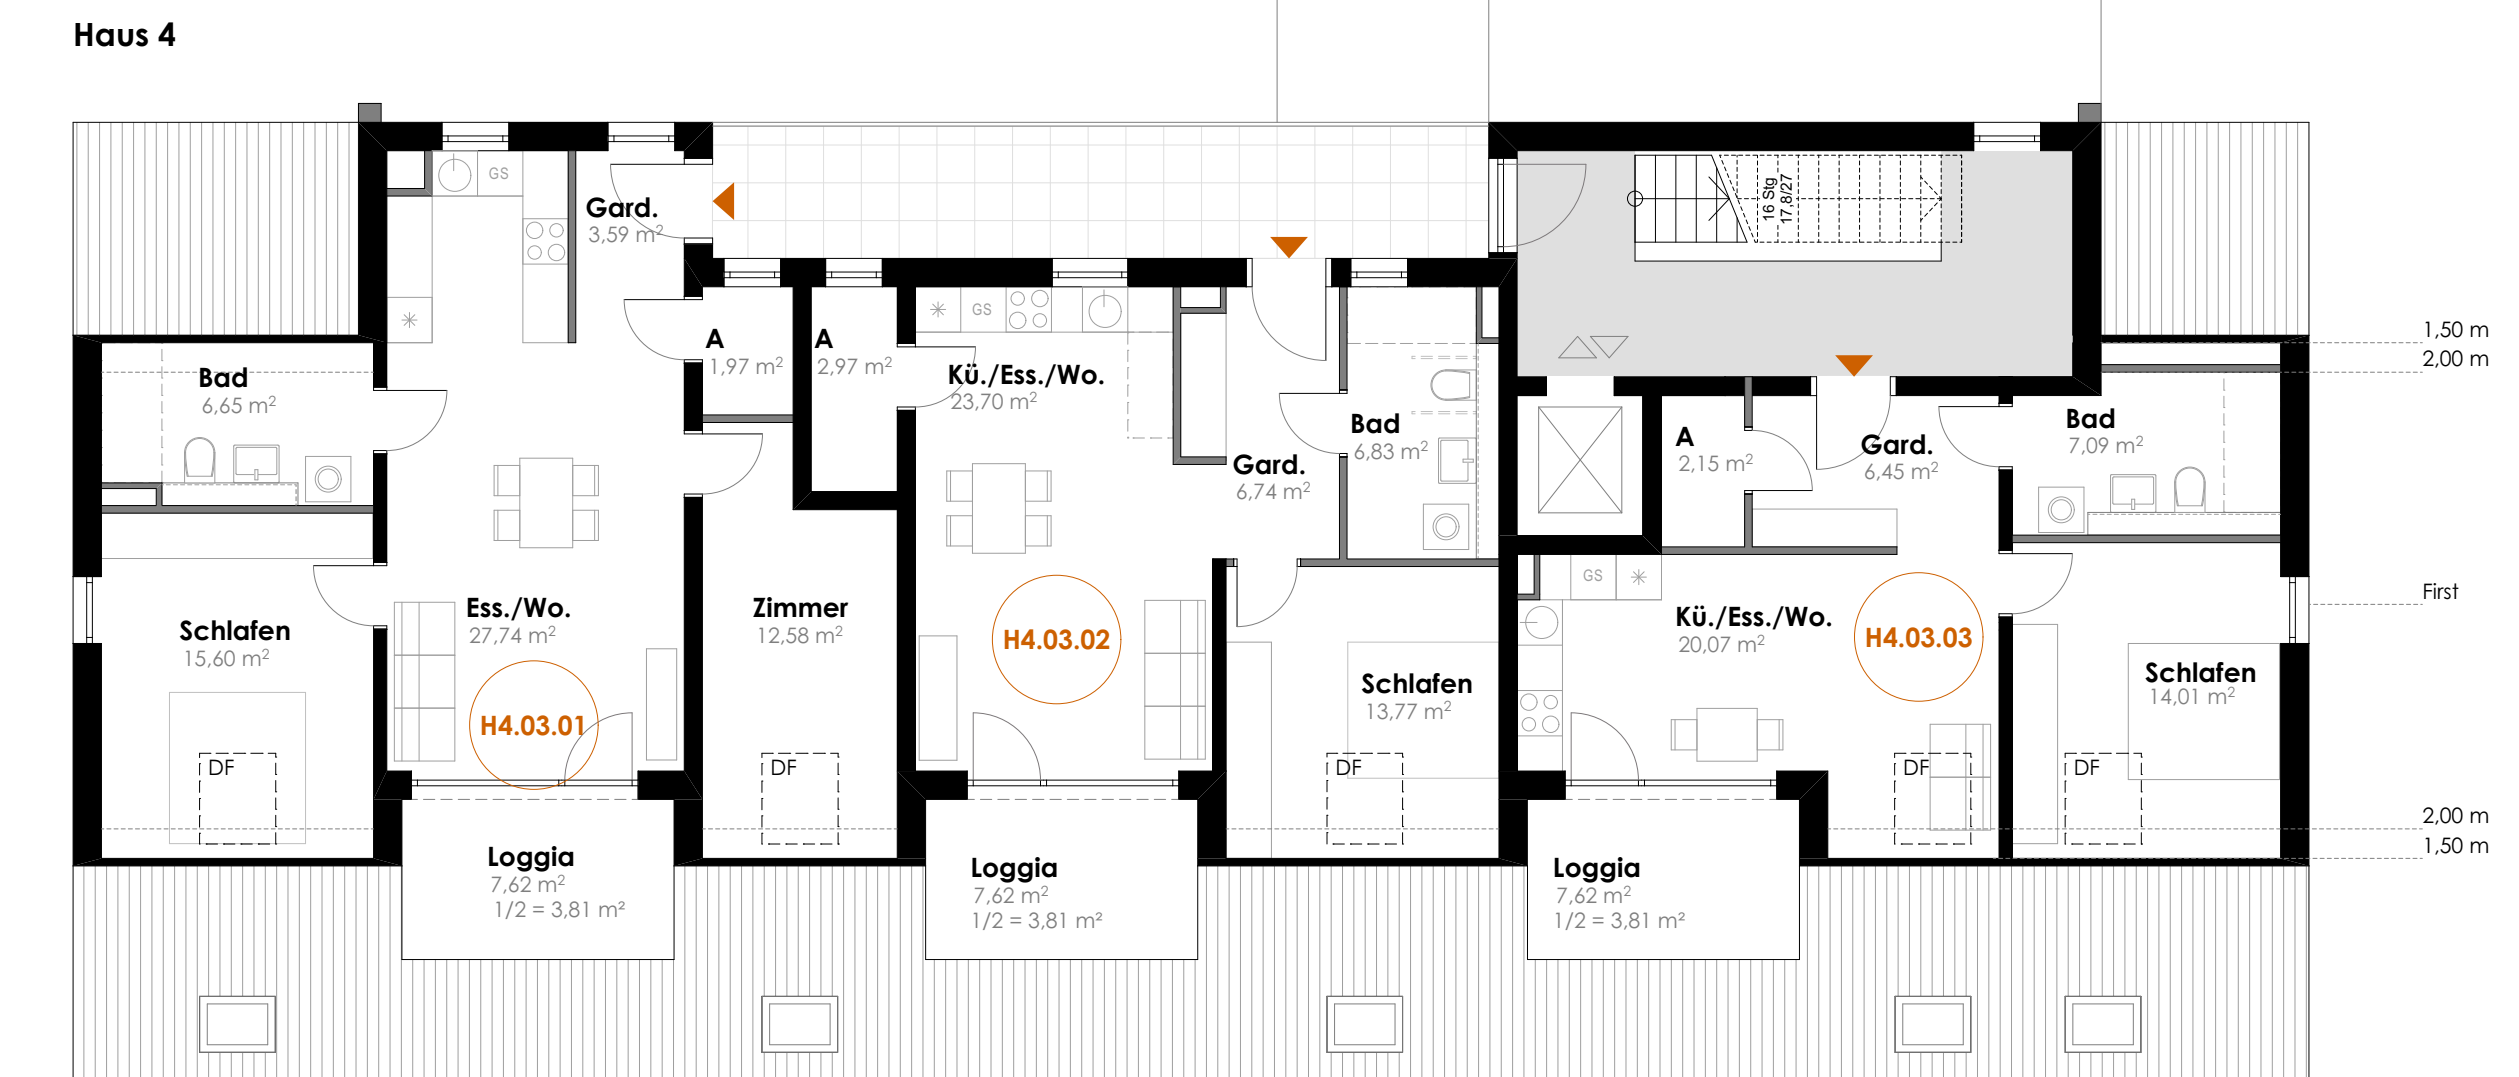 Haus 4
GS
Gard.
3,59 m²
16 Stg
17,8/27
A
1,97 m²
A
2,97 m²
GS
Kü./Ess./Wo.
23,70 m²
Bad
6,65 m²
Bad
6,83 m²
Gard.
6,74 m²
A
2,15 m²
Gard.
6,45 m²
Bad
7,09 m²
1,50 m
2,00 m
First
GS
Schlafen
15,60 m²
Ess./Wo.
27,74 m²
H4.03.01
Zimmer
12,58 m²
H4.03.02
Schlafen
13,77 m²
Kü./Ess./Wo.
20,07 m²
H4.03.03
Schlafen
14,01 m²
DF
DF
DF
DF
DF
2,00 m
1,50 m
Loggia
7,62 m²
1/2 = 3,81 m²
Loggia
7,62 m²
1/2 = 3,81 m²
Loggia
7,62 m²
1/2 = 3,81 m²